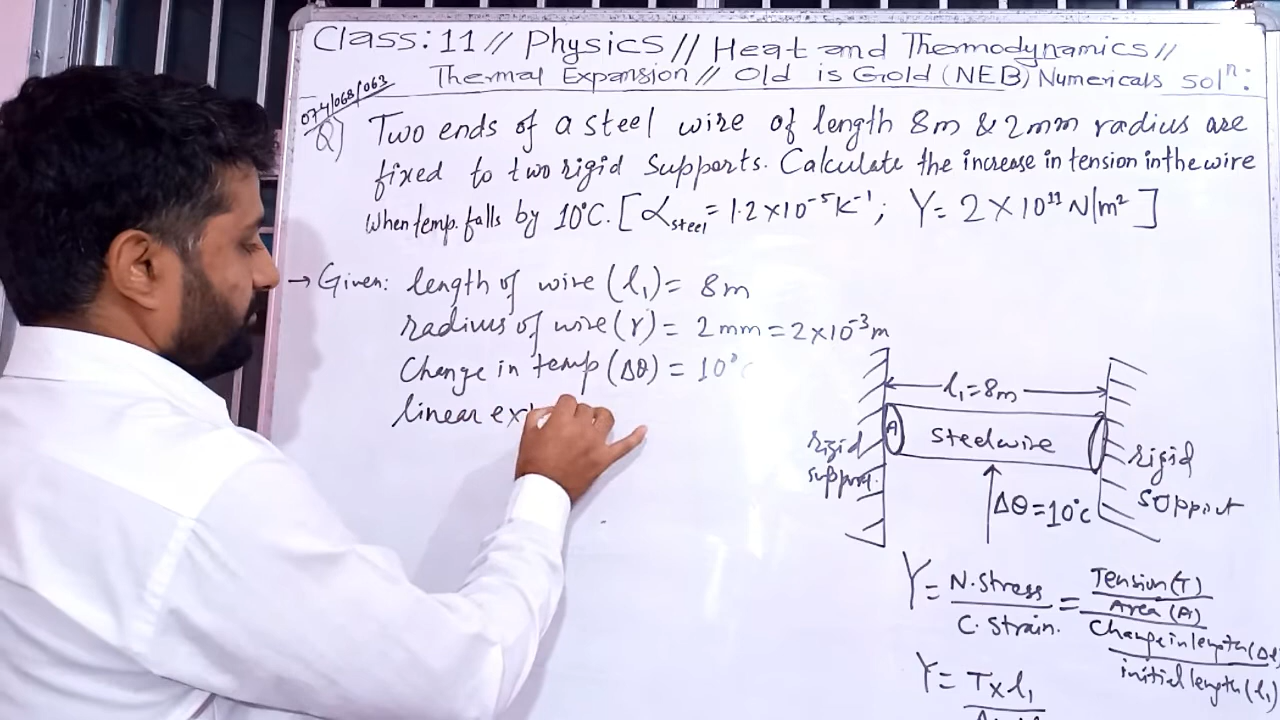 Class: 11 // Physics // Heat and Thermodynamics //
Thermal Expansion // Old is Gold (NEB) Numericals solⁿ:
074/068/063
Q) Two ends of a steel wire of length 8m & 2mm radius are
fixed to two rigid supports. Calculate the increase in tension in the wire
when temp. falls by 10°C. [αsteel = 1.2 × 10⁻⁵ K⁻¹; Y = 2 × 10¹¹ N/m²]
→ Given: length of wire (l₁) = 8m
radius of wire (r) = 2mm = 2×10⁻³m
Change in temp (Δθ) = 10°C
linear
l₁=8m
A
Steel wire
rigid
support.
rigid
support
Δθ=10°C
Y = N. Stress / C. Strain. = Tension (T) / Area (A) / Change in length (Δl) / initial length (l₁)
Y = T × l₁